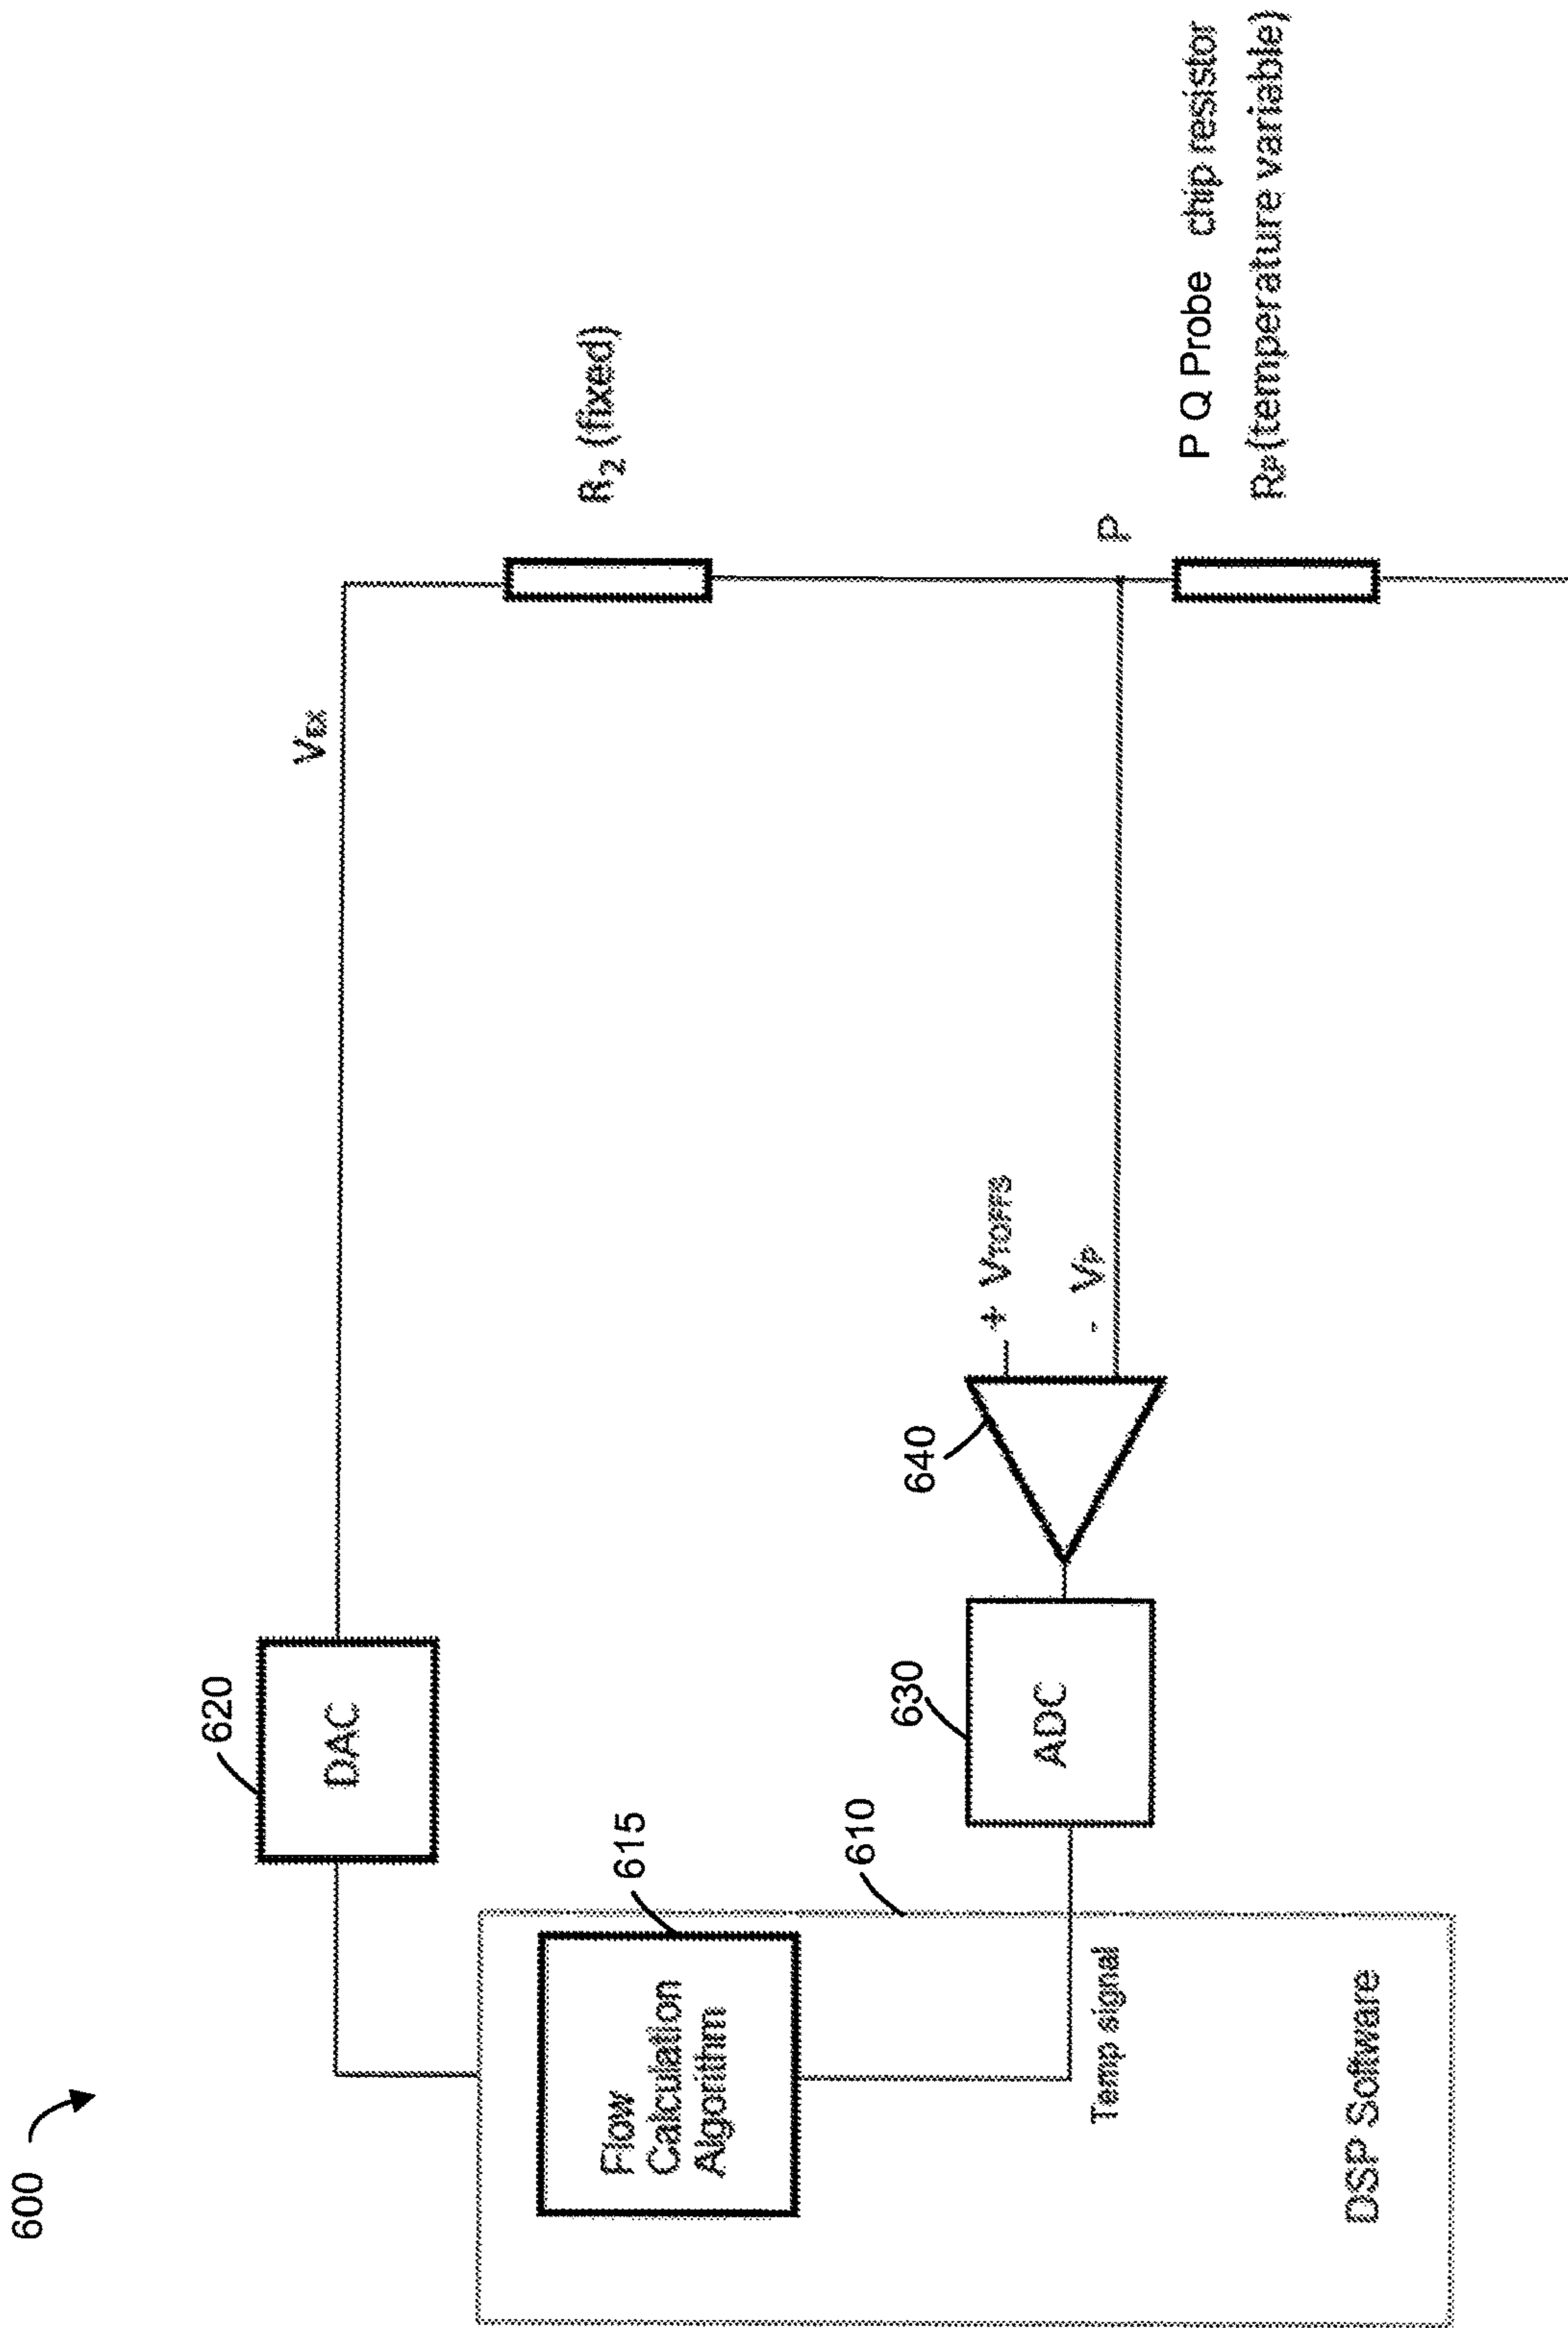 600
620
DAC
VEX
R2 (fixed)
615
Flow
Calculation
Algorithm
610
640
+ VTOFFS
- VP
P
630
ADC
Temp signal
P Q Probe chip resistor
RP (temperature variable)
DSP Software